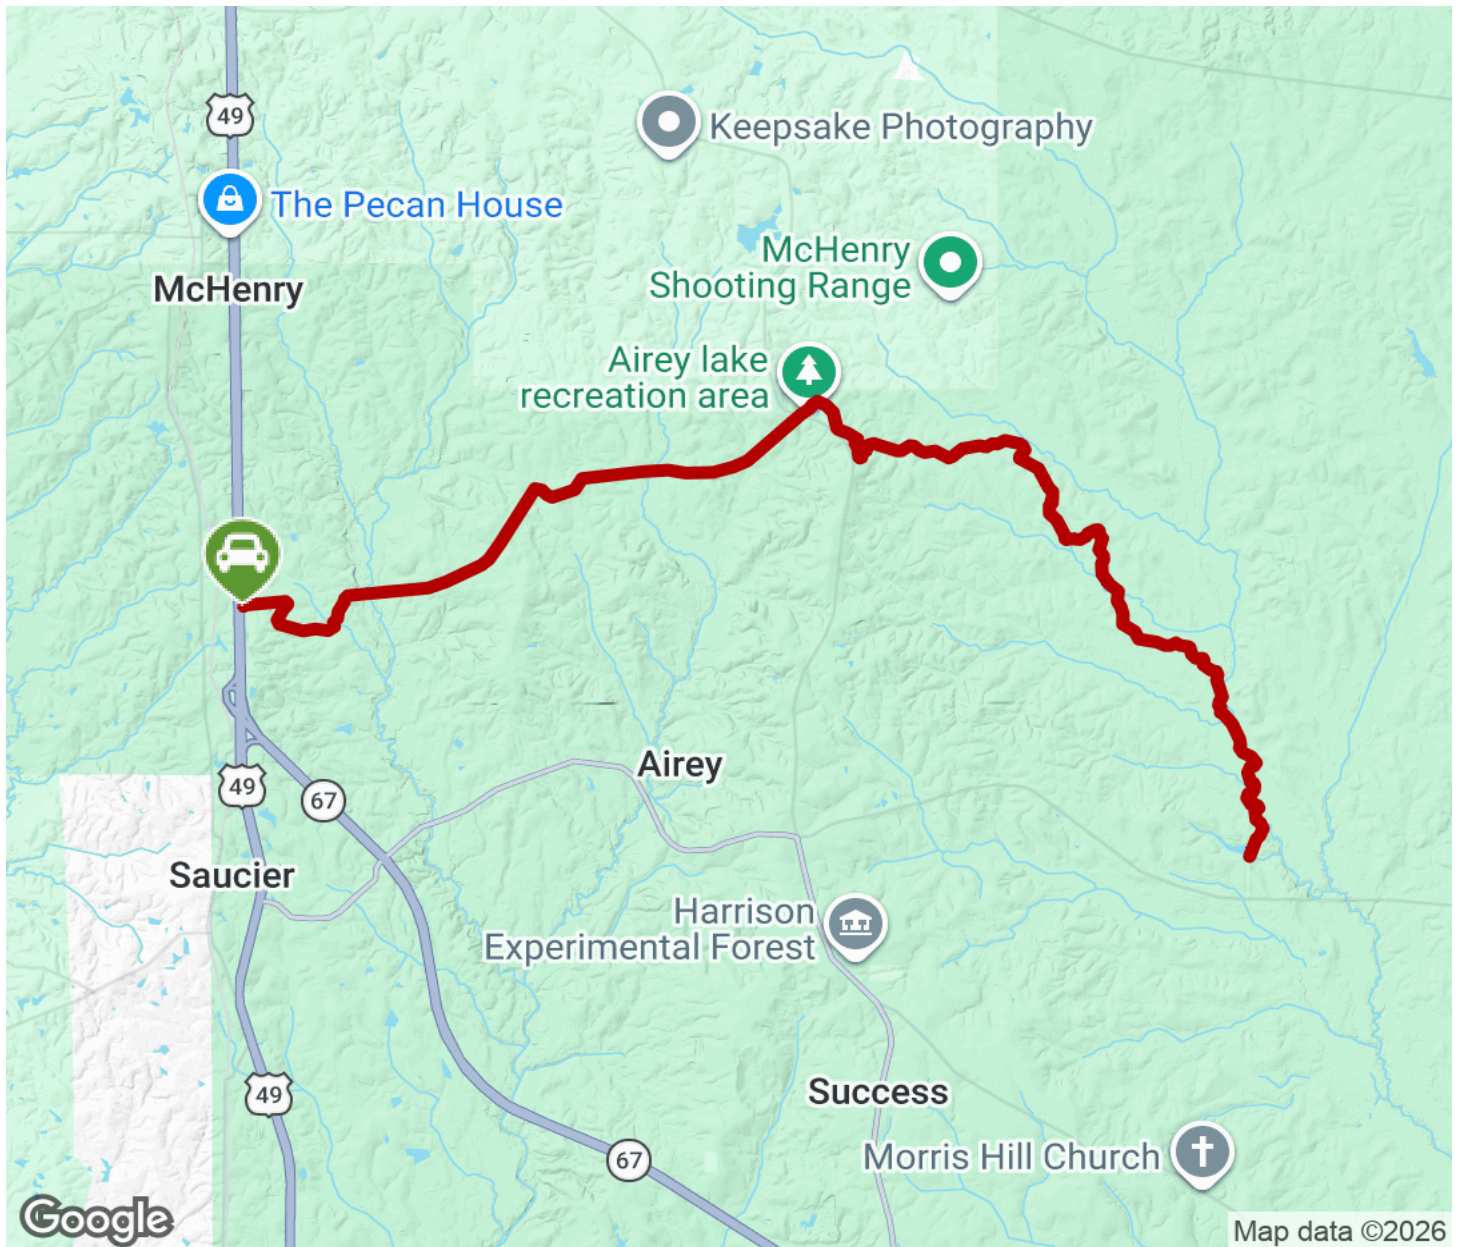 49
Keepsake Photography
The Pecan House
McHenry
Shooting Range
McHenry
Airey lake
recreation area
Airey
49
67
Saucier
Harrison
Experimental Forest
Success
49
Morris Hill Church
67
Google
Map data ©2026